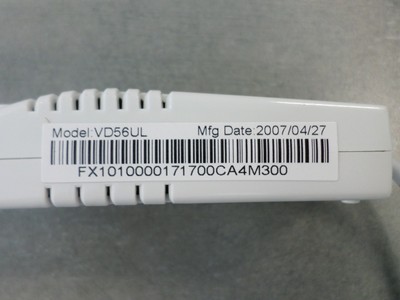 Model:VD56UL Mfg Date:2007/04/27
FX1010000171700CA4M300